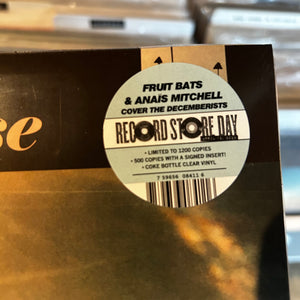 se
FRUIT BATS
& ANAÏS MITCHELL
COVER THE DECEMBERISTS
RECORD STORE DAY
• LIMITED TO 1200 COPIES
• 500 COPIES WITH A SIGNED INSERT!
• COKE BOTTLE CLEAR VINYL
7 59656 08411 6